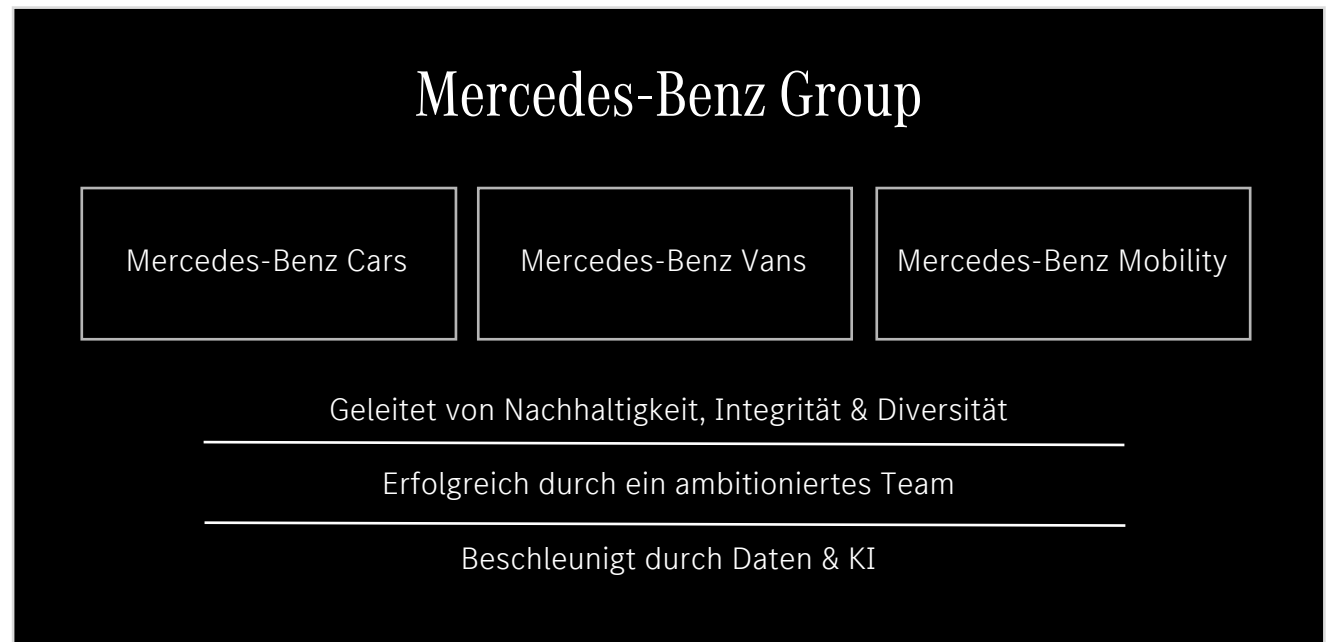 Mercedes-Benz Group
Mercedes-Benz Cars
Mercedes-Benz Vans
Mercedes-Benz Mobility
Geleitet von Nachhaltigkeit, Integrität & Diversität
Erfolgreich durch ein ambitioniertes Team
Beschleunigt durch Daten & KI